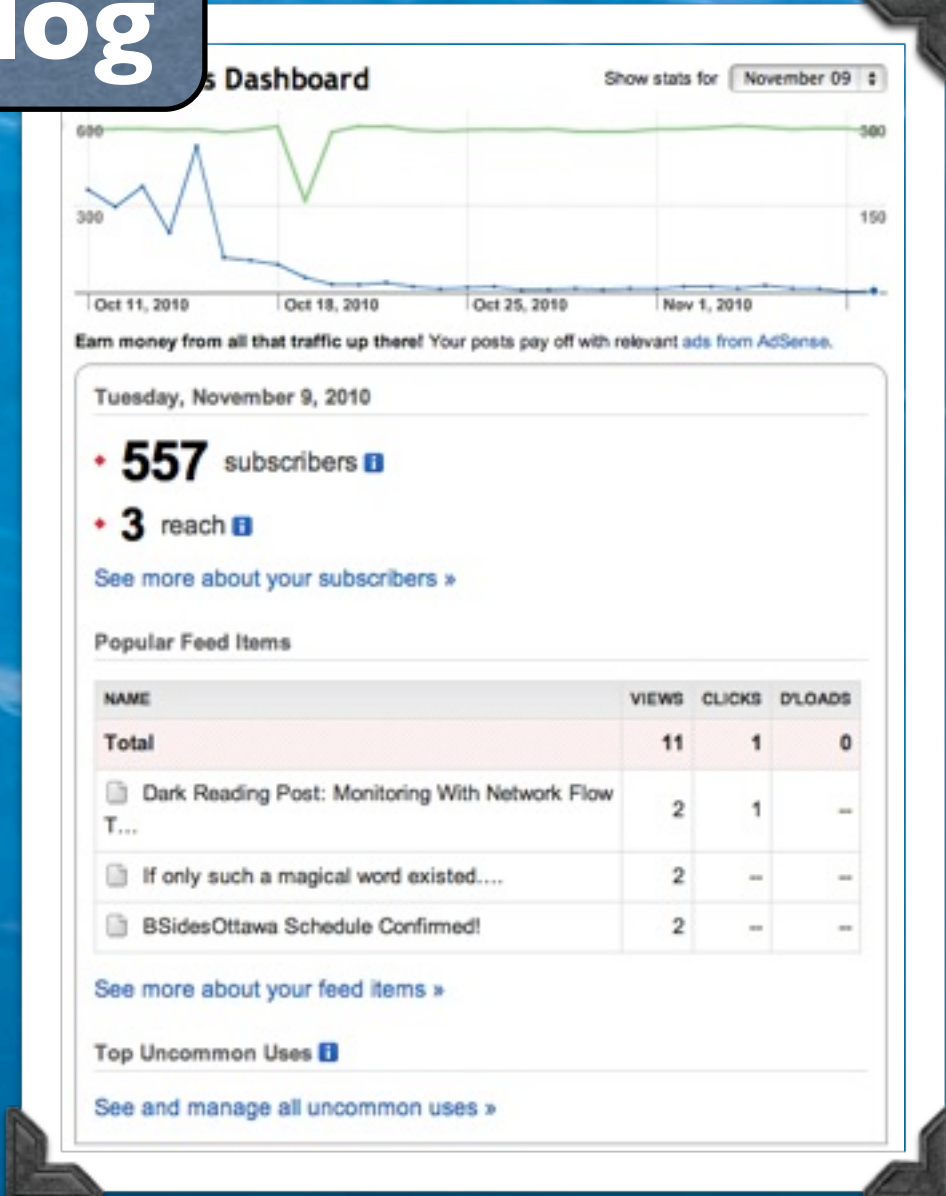 log
s Dashboard
Show stats for November 09
600
300
300
150
Oct 11, 2010 Oct 18, 2010 Oct 25, 2010 Nov 1, 2010
Earn money from all that traffic up there! Your posts pay off with relevant ads from AdSense.
Tuesday, November 9, 2010
557 subscribers
3 reach
See more about your subscribers »
Popular Feed Items
NAME VIEWS CLICKS D'LOADS
Total 11 1 0
Dark Reading Post: Monitoring With Network Flow
T... 2 1 --
If only such a magical word existed.... 2 -- --
BSidesOttawa Schedule Confirmed! 2 -- --
See more about your feed items »
Top Uncommon Uses
See and manage all uncommon uses »